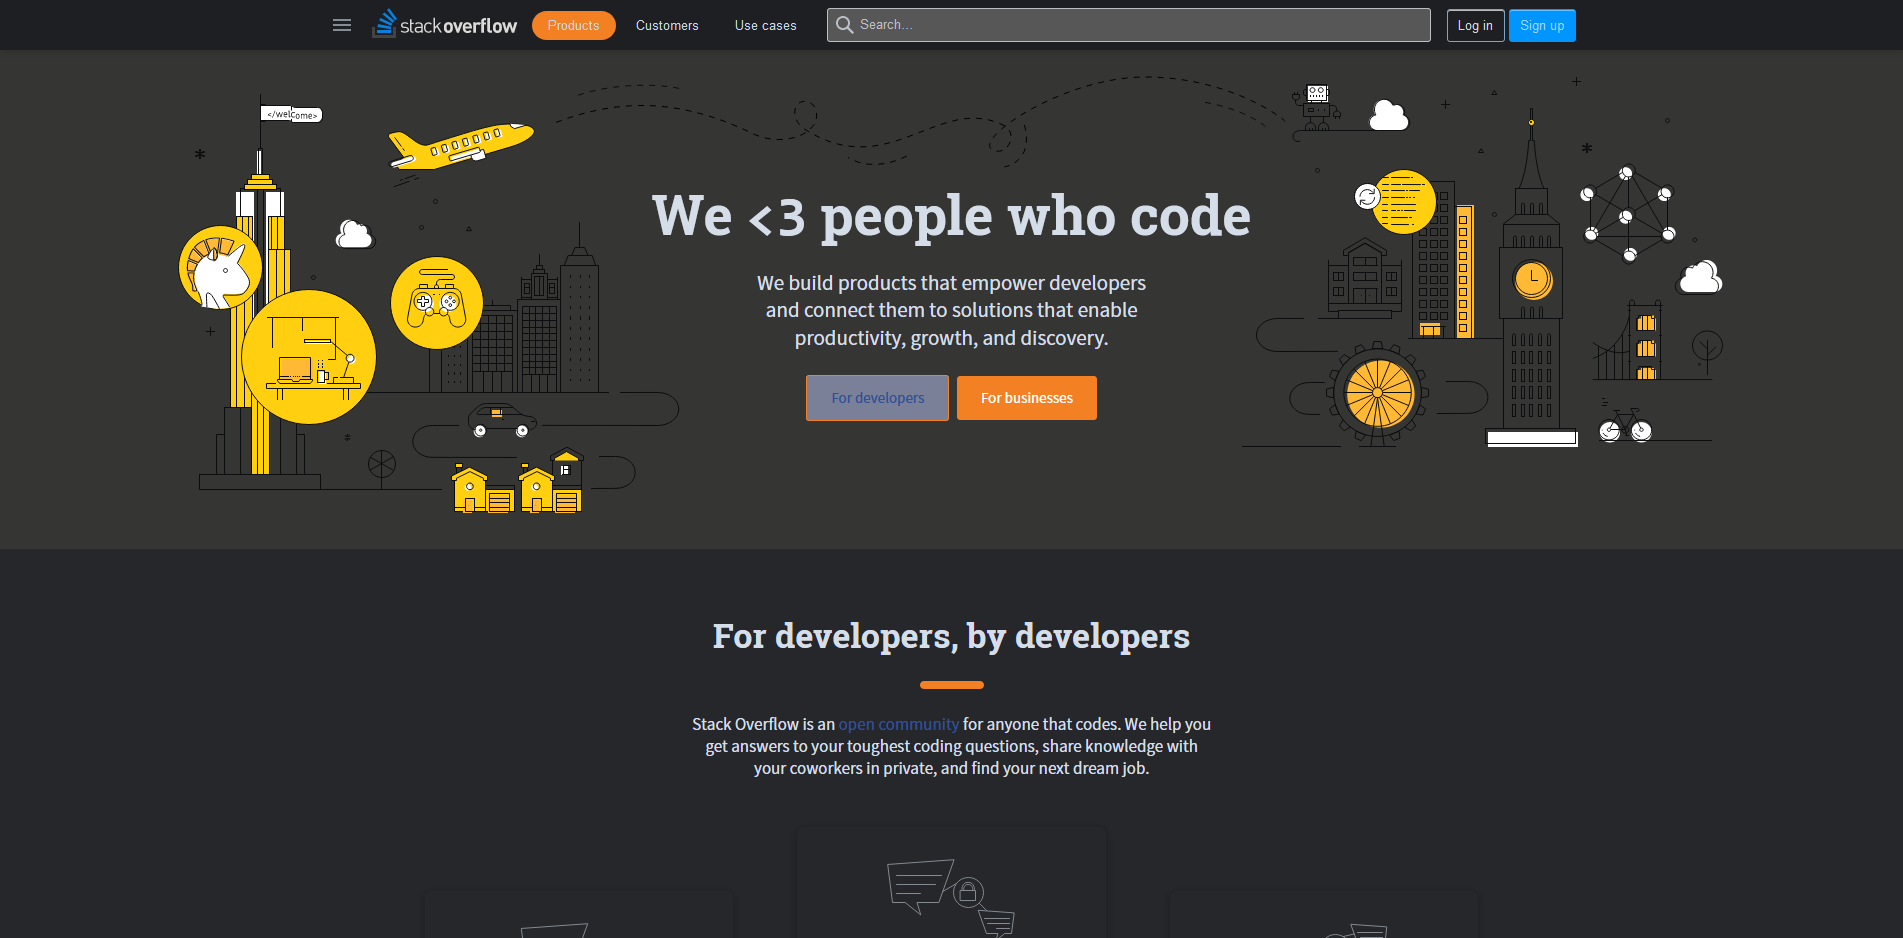 stackoverflow
Products
Customers
Use cases
Search...
Log in
Sign up
</welcome>
We <3 people who code
We build products that empower developers
and connect them to solutions that enable
productivity, growth, and discovery.
For developers
For businesses
For developers, by developers
Stack Overflow is an open community for anyone that codes. We help you
get answers to your toughest coding questions, share knowledge with
your coworkers in private, and find your next dream job.